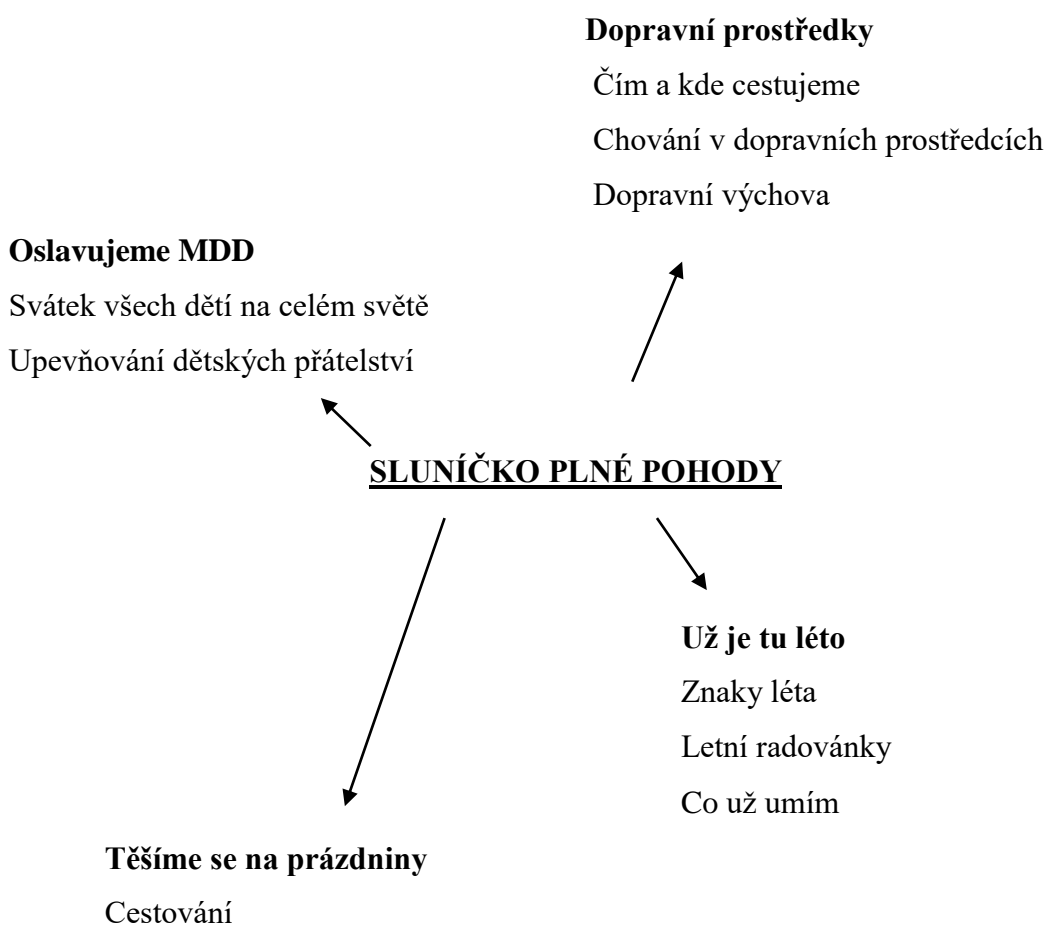 Dopravní prostředky
Čím a kde cestujeme
Chování v dopravních prostředcích
Dopravní výchova
Oslavujeme MDD
Svátek všech dětí na celém světě
Upevňování dětských přátelství
SLUNÍČKO PLNÉ POHODY
Už je tu léto
Znaky léta
Letní radovánky
Co už umím
Těšíme se na prázdniny
Cestování